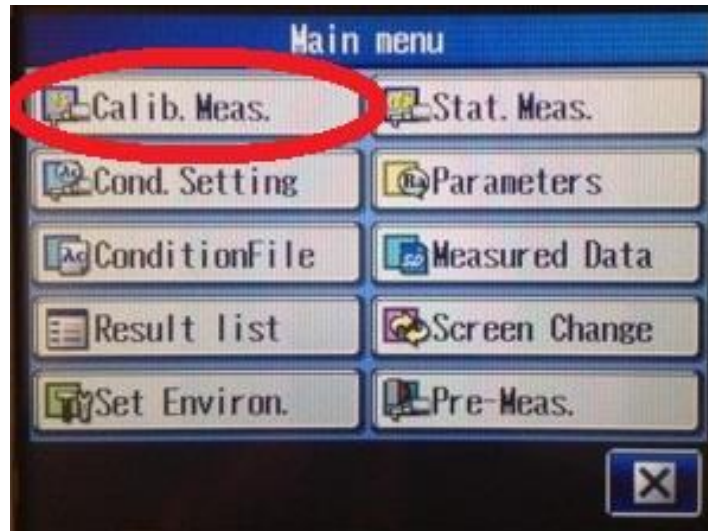 Main menu
Calib. Meas.
Stat. Meas.
Cond. Setting
Parameters
ConditionFile
Measured Data
Result list
Screen Change
Set Environ.
Pre-Meas.